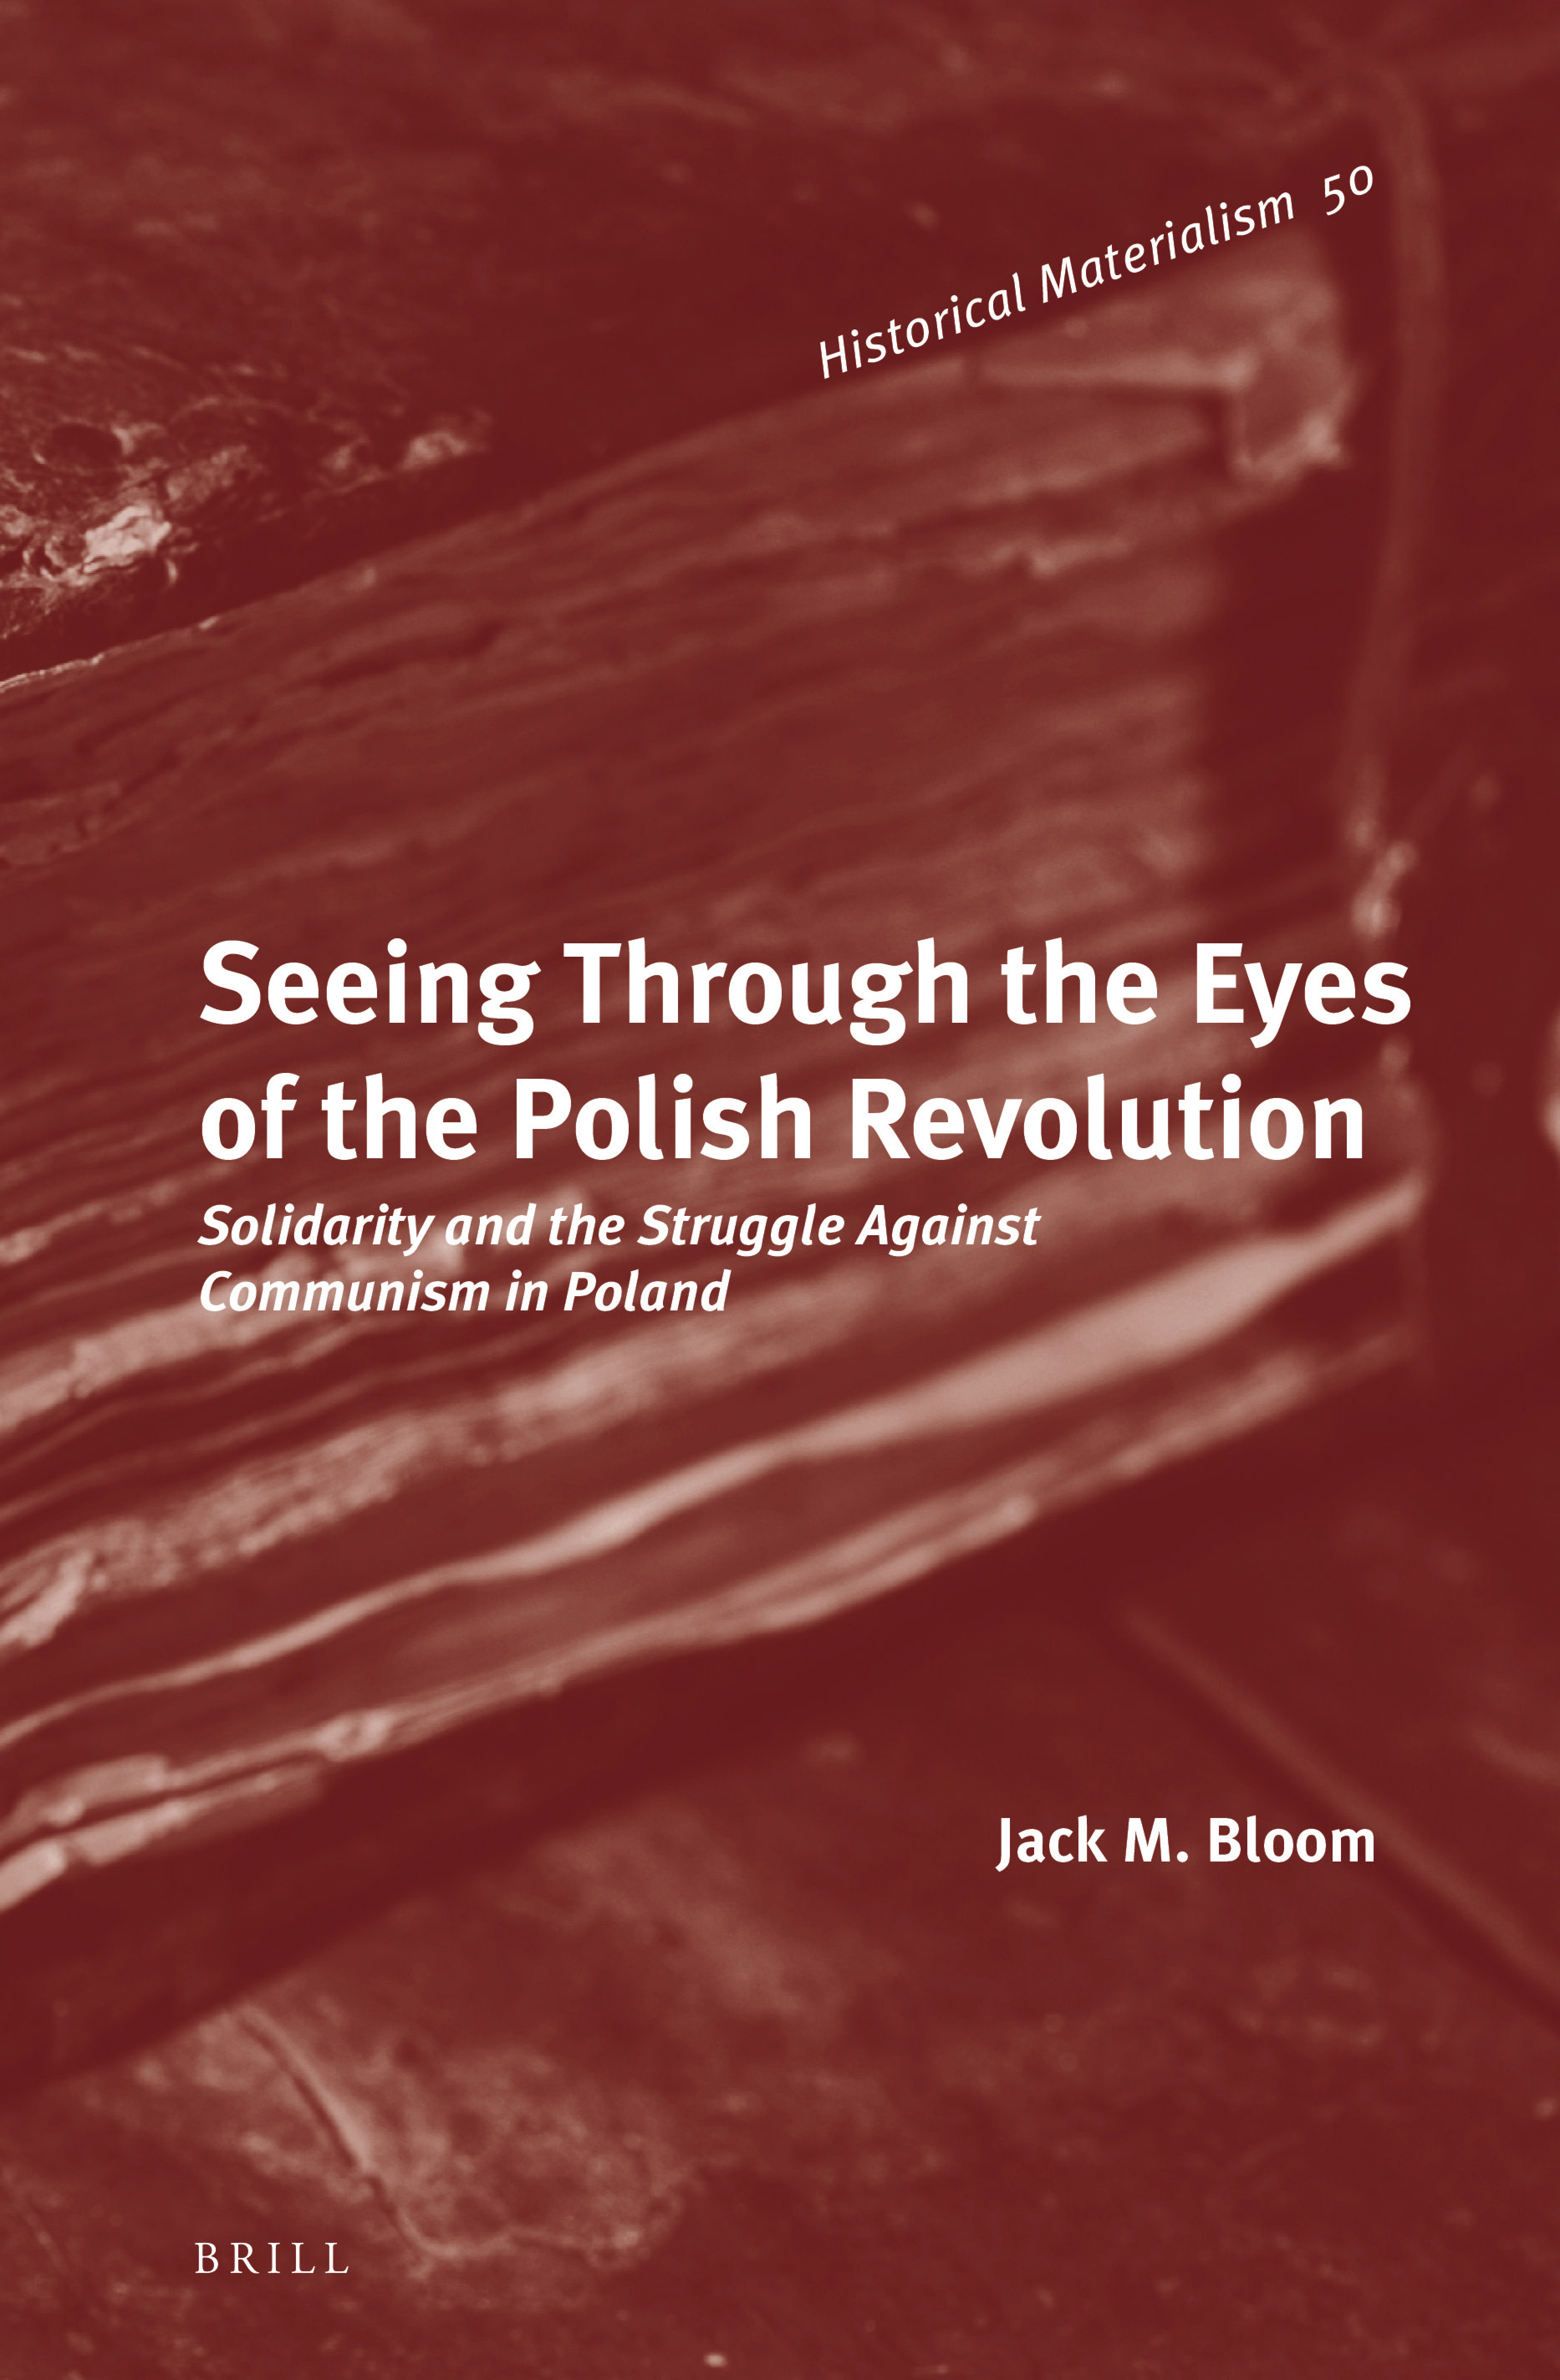 Historical Materialism 50
Seeing Through the Eyes
of the Polish Revolution
Solidarity and the Struggle Against
Communism in Poland
Jack M. Bloom
BRILL